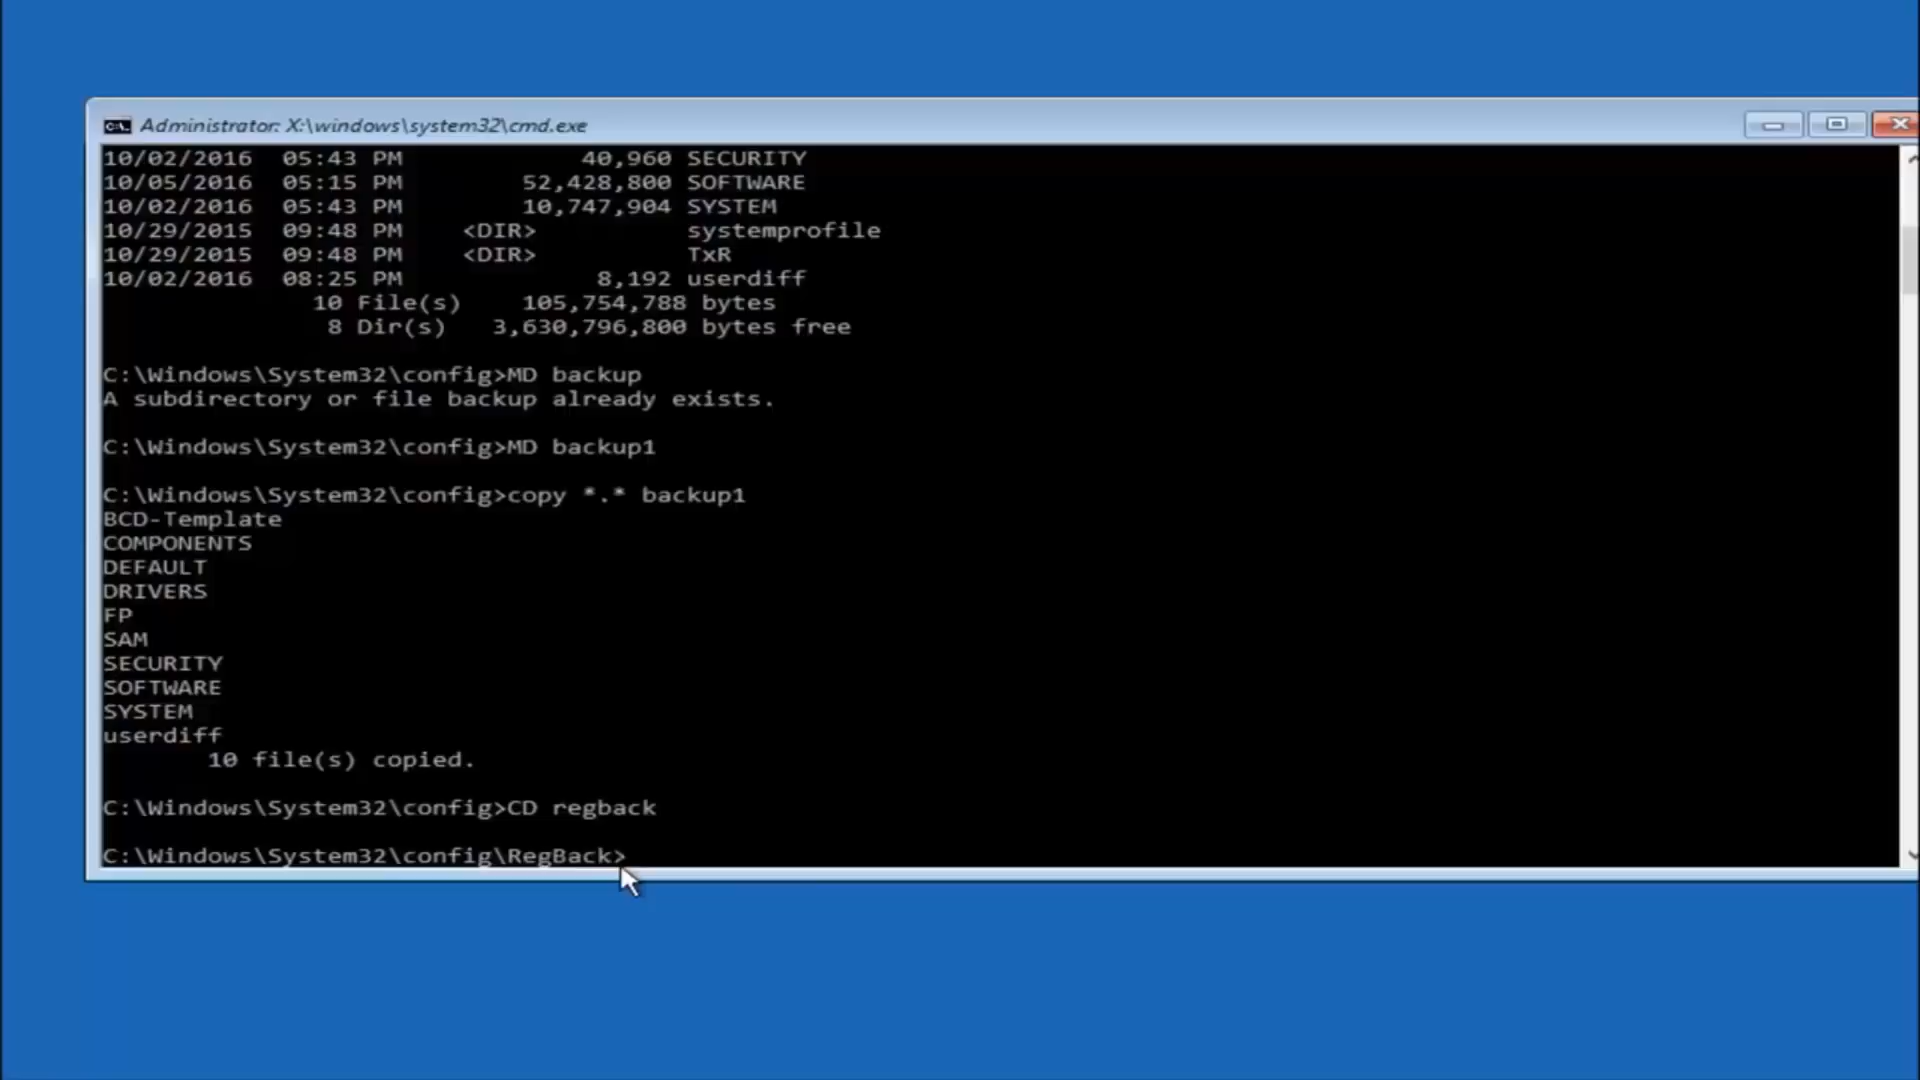 Administrator: X:\windows\system32\cmd.exe
10/02/2016  05:43 PM            40,960 SECURITY
10/05/2016  05:15 PM        52,428,800 SOFTWARE
10/02/2016  05:43 PM        10,747,904 SYSTEM
10/29/2015  09:48 PM    <DIR>          systemprofile
10/29/2015  09:48 PM    <DIR>          TxR
10/02/2016  08:25 PM             8,192 userdiff
              10 File(s)    105,754,788 bytes
               8 Dir(s)   3,630,796,800 bytes free
C:\Windows\System32\config>MD backup
A subdirectory or file backup already exists.
C:\Windows\System32\config>MD backup1
C:\Windows\System32\config>copy *.* backup1
BCD-Template
COMPONENTS
DEFAULT
DRIVERS
FP
SAM
SECURITY
SOFTWARE
SYSTEM
userdiff
       10 file(s) copied.
C:\Windows\System32\config>CD regback
C:\Windows\System32\config\RegBack>